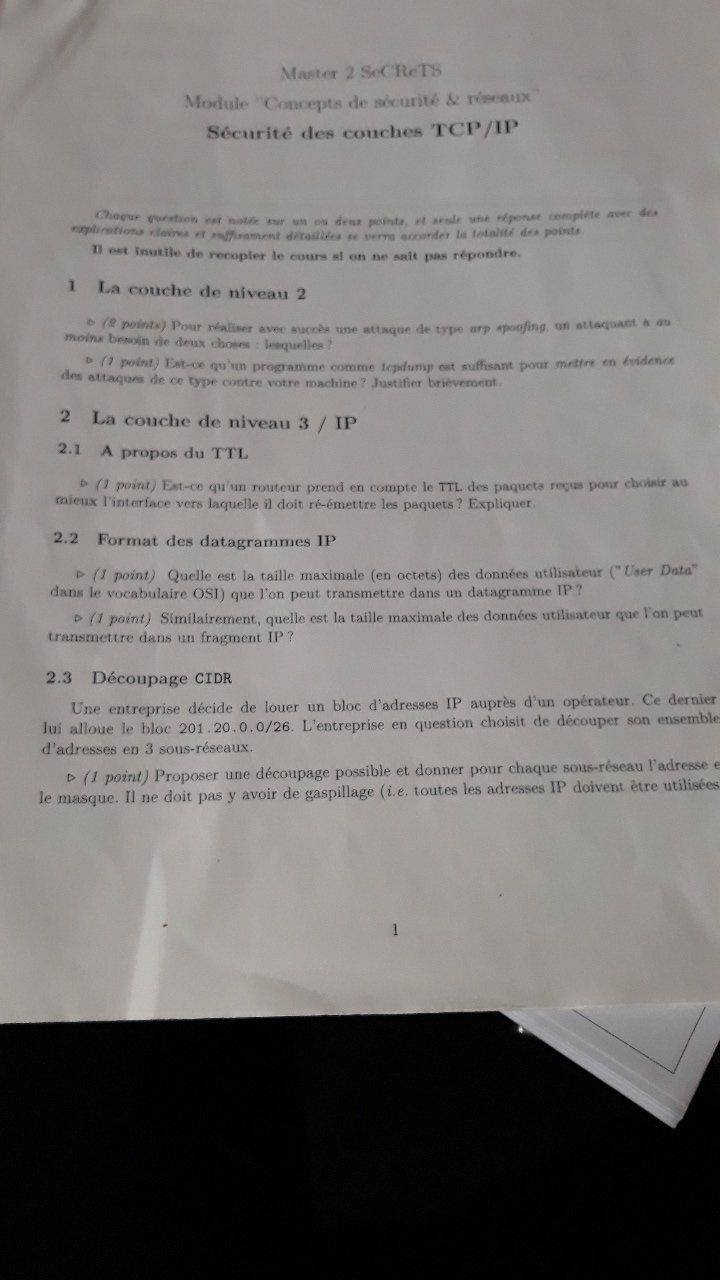 Master 2 SeCReTS
Module "Concepts de sécurité & réseaux"
Sécurité des couches TCP/IP
Chaque question est notée sur un ou deux points, et seule une réponse complète avec des
explications claires et suffisament détaillées se verra accorder la totalité des points.
Il est inutile de recopier le cours si on ne sait pas répondre.
1 La couche de niveau 2
▷ (2 points) Pour réaliser avec succès une attaque de type arp spoofing, un attaquant a au
moins besoin de deux choses : lesquelles ?
▷ (1 point) Est-ce qu'un programme comme tcpdump est suffisant pour mettre en évidence
des attaques de ce type contre votre machine ? Justifier brièvement.
2 La couche de niveau 3 / IP
2.1 A propos du TTL
▷ (1 point) Est-ce qu'un routeur prend en compte le TTL des paquets reçus pour choisir au
mieux l'interface vers laquelle il doit ré-émettre les paquets ? Expliquer.
2.2 Format des datagrammes IP
▷ (1 point) Quelle est la taille maximale (en octets) des données utilisateur ("User Data"
dans le vocabulaire OSI) que l'on peut transmettre dans un datagramme IP ?
▷ (1 point) Similairement, quelle est la taille maximale des données utilisateur que l'on peut
transmettre dans un fragment IP ?
2.3 Découpage CIDR
Une entreprise décide de louer un bloc d'adresses IP auprès d'un opérateur. Ce dernier
lui alloue le bloc 201.20.0.0/26. L'entreprise en question choisit de découper son ensemble
d'adresses en 3 sous-réseaux.
▷ (1 point) Proposer une découpage possible et donner pour chaque sous-réseau l'adresse e
le masque. Il ne doit pas y avoir de gaspillage (i.e. toutes les adresses IP doivent être utilisées
1